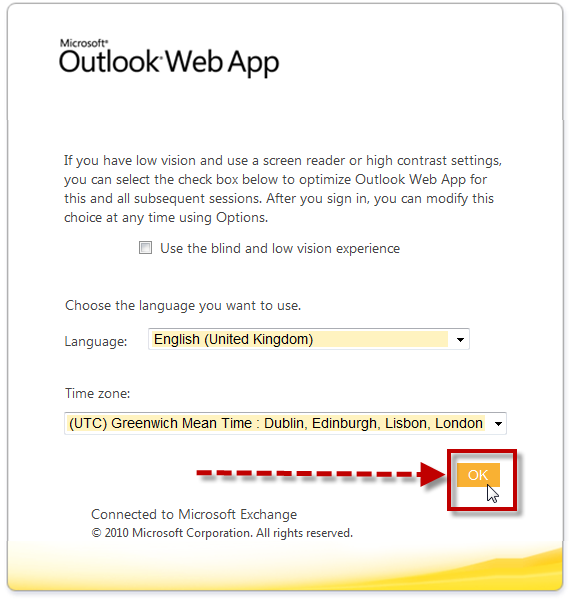 Microsoft®
Outlook® Web App
If you have low vision and use a screen reader or high contrast settings,
you can select the check box below to optimize Outlook Web App for
this and all subsequent sessions. After you sign in, you can modify this
choice at any time using Options.
Use the blind and low vision experience
Choose the language you want to use.
Language: English (United Kingdom)
Time zone:
(UTC) Greenwich Mean Time : Dublin, Edinburgh, Lisbon, London
OK
Connected to Microsoft Exchange
© 2010 Microsoft Corporation. All rights reserved.